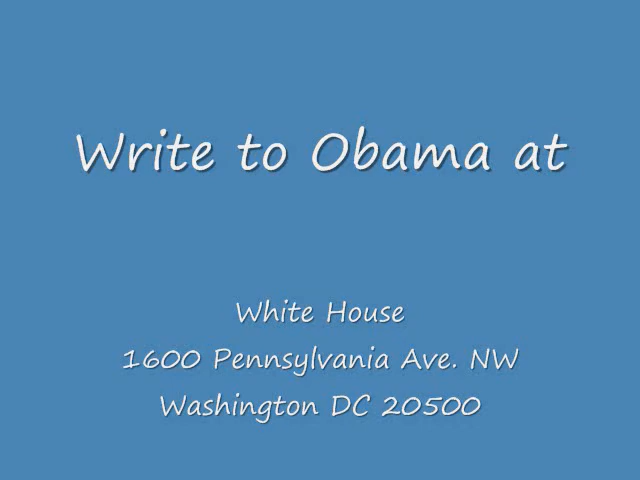 Write to Obama at
White House
1600 Pennsylvania Ave. NW
Washington DC 20500